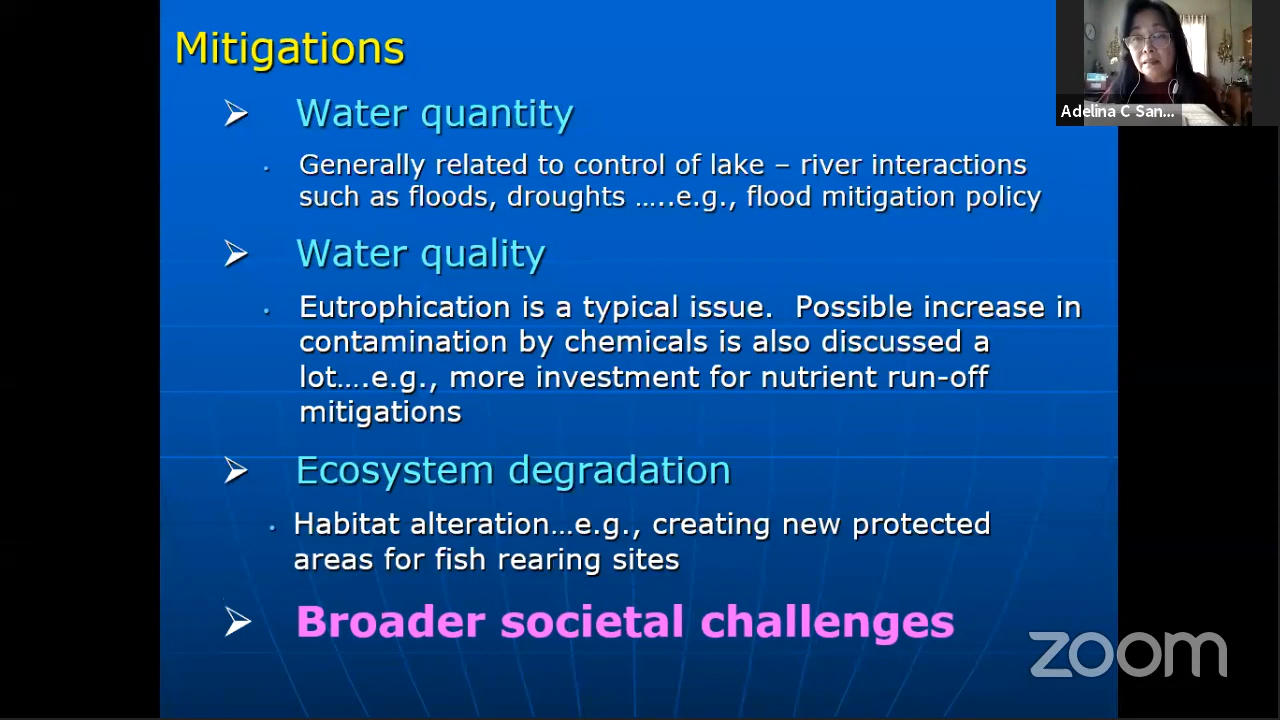 Mitigations
Water quantity
Generally related to control of lake – river interactions
such as floods, droughts …..e.g., flood mitigation policy
Water quality
Eutrophication is a typical issue.  Possible increase in
contamination by chemicals is also discussed a
lot….e.g., more investment for nutrient run-off
mitigations
Ecosystem degradation
Habitat alteration…e.g., creating new protected
areas for fish rearing sites
Broader societal challenges
Adelina C San...
zoom